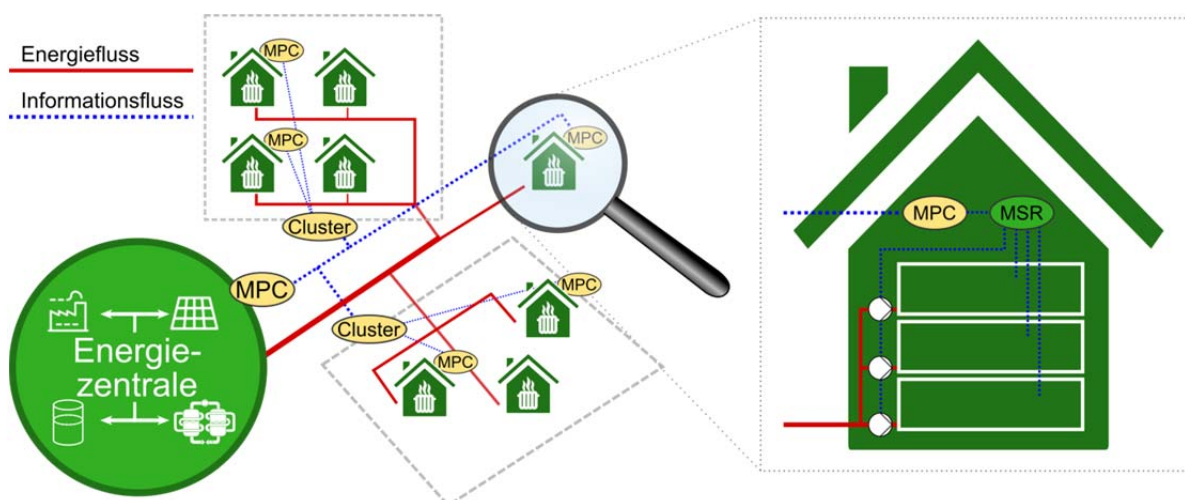 Energiefluss
Informationsfluss
MPC
MPC
Cluster
MPC
MPC
Energie-
zentrale
Cluster
MPC
MPC
MPC
MSR